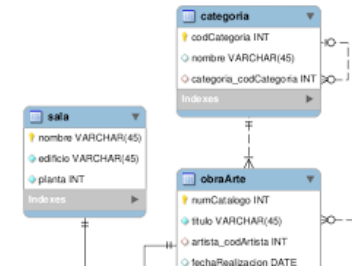 categoria
codCategoria INT
nombre VARCHAR(45)
categoria_codCategoria INT
Indexes
sala
nombre VARCHAR(45)
edificio VARCHAR(45)
planta INT
Indexes
obraArte
numCatalogo INT
titulo VARCHAR(45)
artista_codArtista INT
fechaRealizacion DATE